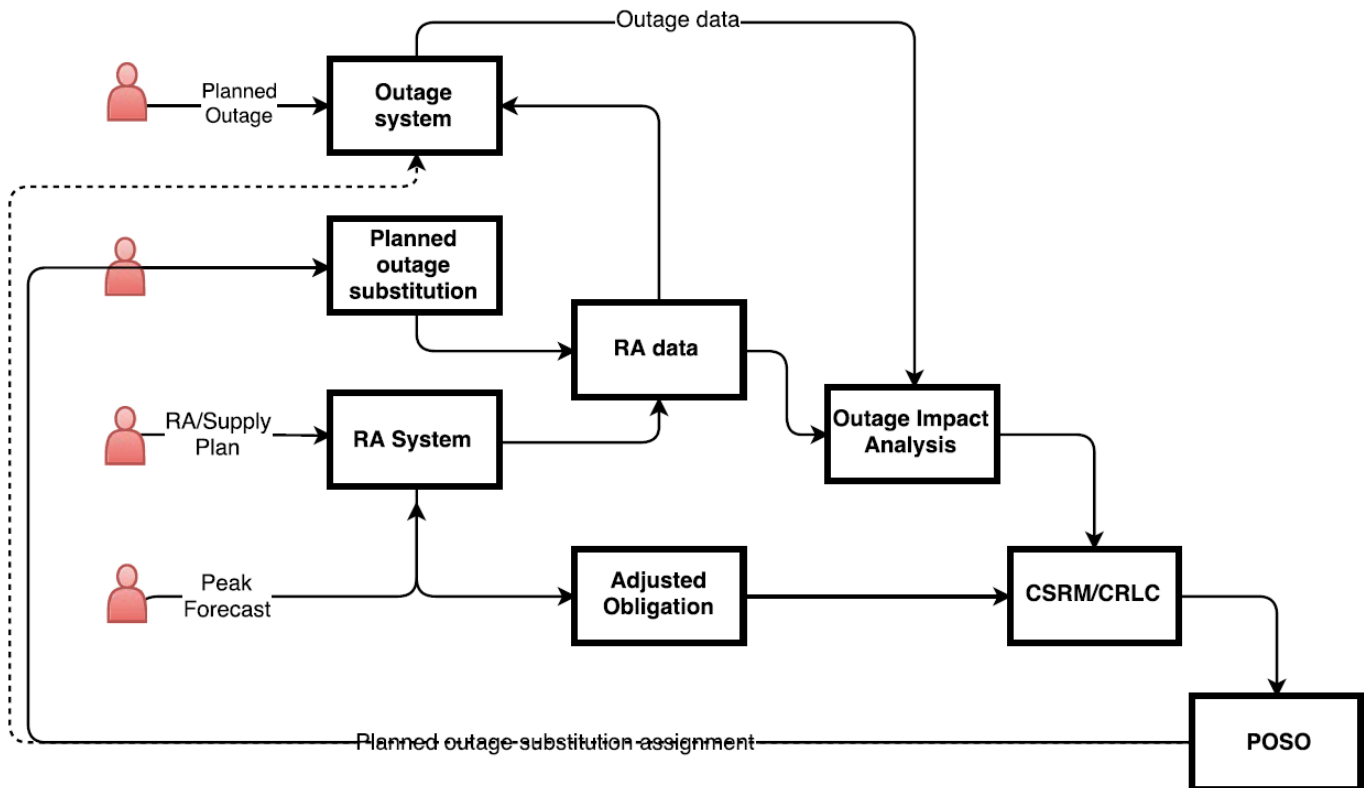 Outage data
Planned
Outage
Outage
system
Planned
outage
substitution
RA data
RA/Supply
Plan
RA System
Outage Impact
Analysis
Peak
Forecast
Adjusted
Obligation
CSRM/CRLC
Planned outage substitution assignment
POSO